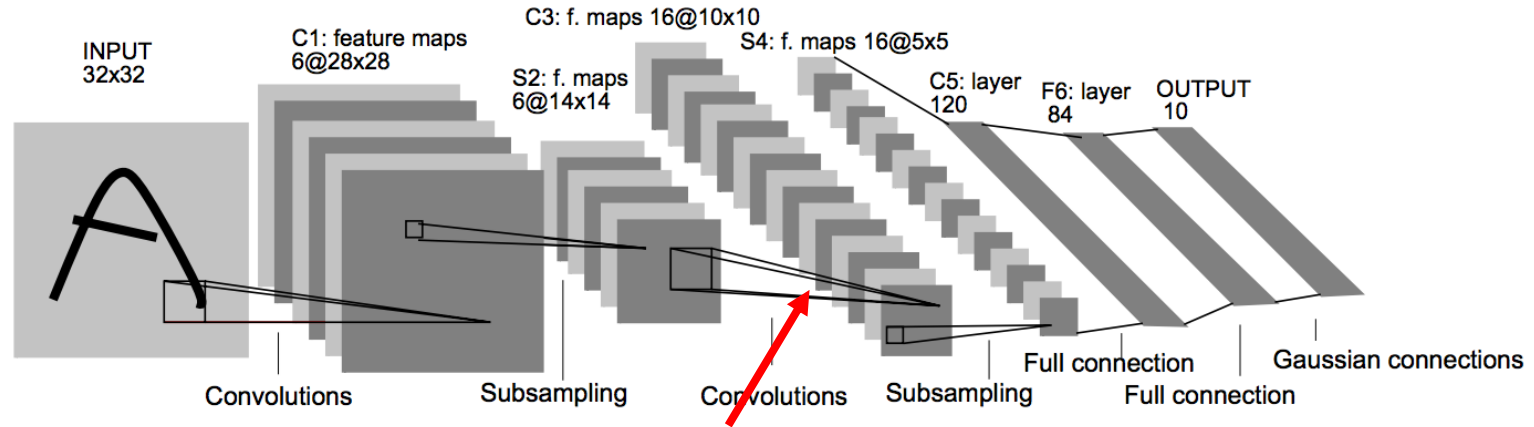 INPUT
32x32
C1: feature maps
6@28x28
S2: f. maps
6@14x14
C3: f. maps 16@10x10
S4: f. maps 16@5x5
C5: layer
120
F6: layer
84
OUTPUT
10
Convolutions
Subsampling
Convolutions
Subsampling
Full connection
Full connection
Gaussian connections